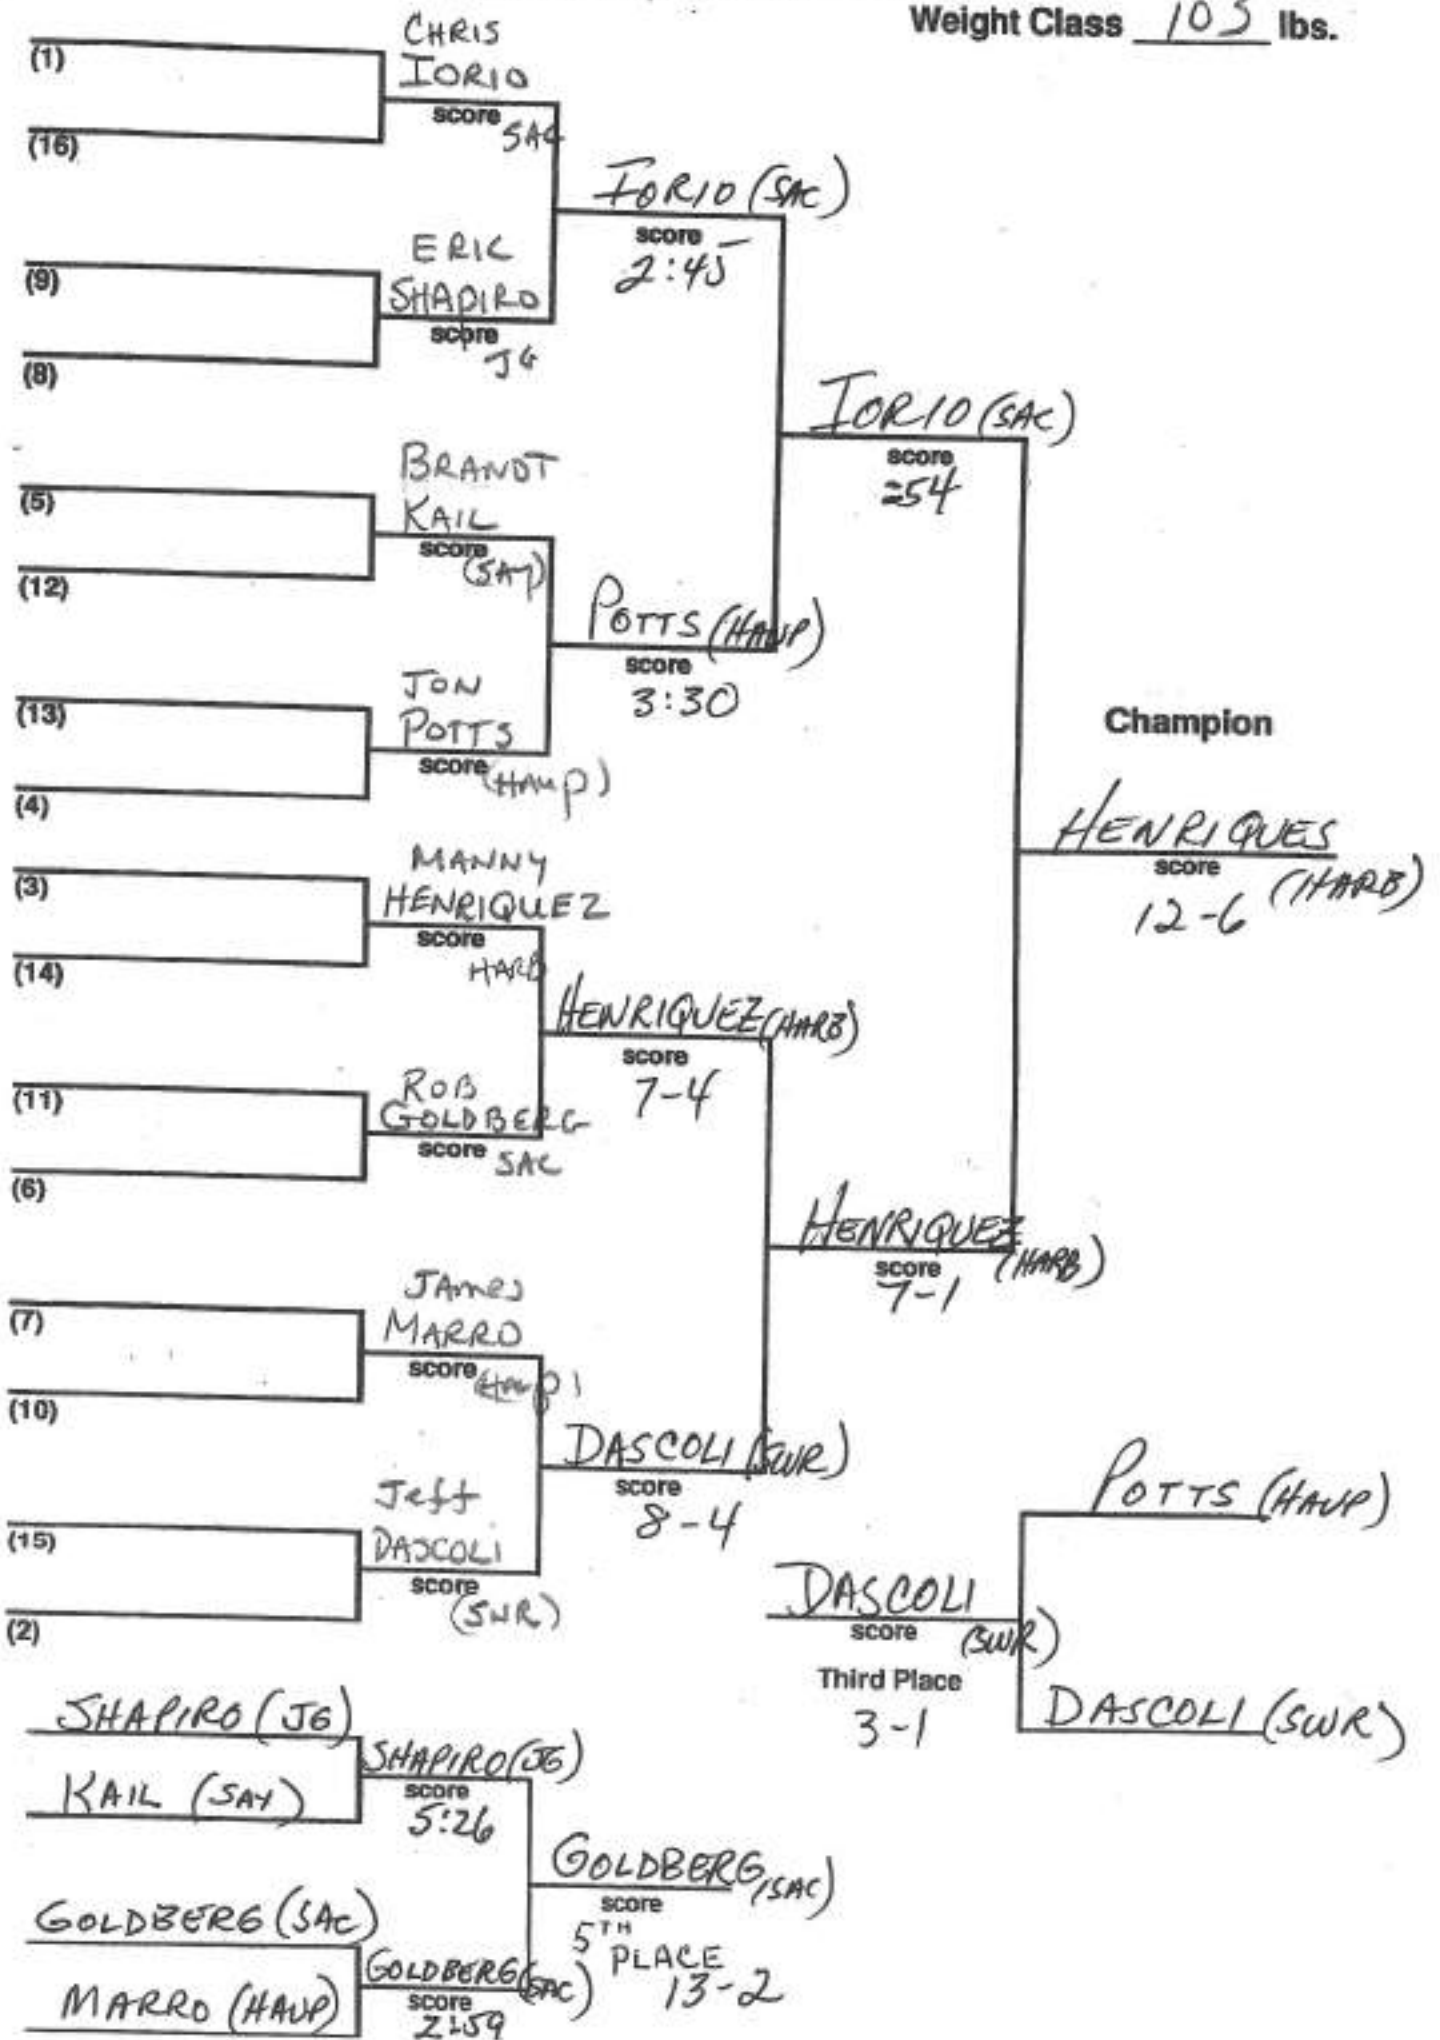 Weight Class 103 lbs.
(1)
CHRIS
IORIO
score
SAC
(16)
IORIO (SAC)
score
2:45
(9)
ERIC
SHAPIRO
score
JG
(8)
IORIO (SAC)
score
:54
(5)
BRANDT
KAIL
score
(SAY)
(12)
POTTS (HAUP)
score
3:30
(13)
JON
POTTS
score
(HAUP)
(4)
Champion
HENRIQUES
score
(HARB)
12-6
(3)
MANNY
HENRIQUEZ
score
HARB
(14)
HENRIQUEZ (HARB)
score
7-4
(11)
ROB
GOLDBERG
score
SAC
(6)
HENRIQUEZ
score
(HARB)
7-1
(7)
JAMES
MARRO
score
(HAUP)
(10)
DASCOLI (SWR)
score
8-4
(15)
Jeff
DASCOLI
score
(SWR)
(2)
POTTS (HAUP)
DASCOLI
score
(SWR)
Third Place
3-1
DASCOLI (SWR)
SHAPIRO (JG)
SHAPIRO (JG)
score
5:26
KAIL (SAY)
GOLDBERG (SAC)
score
5TH
PLACE
13-2
GOLDBERG (SAC)
GOLDBERG (SAC)
score
2:59
MARRO (HAUP)